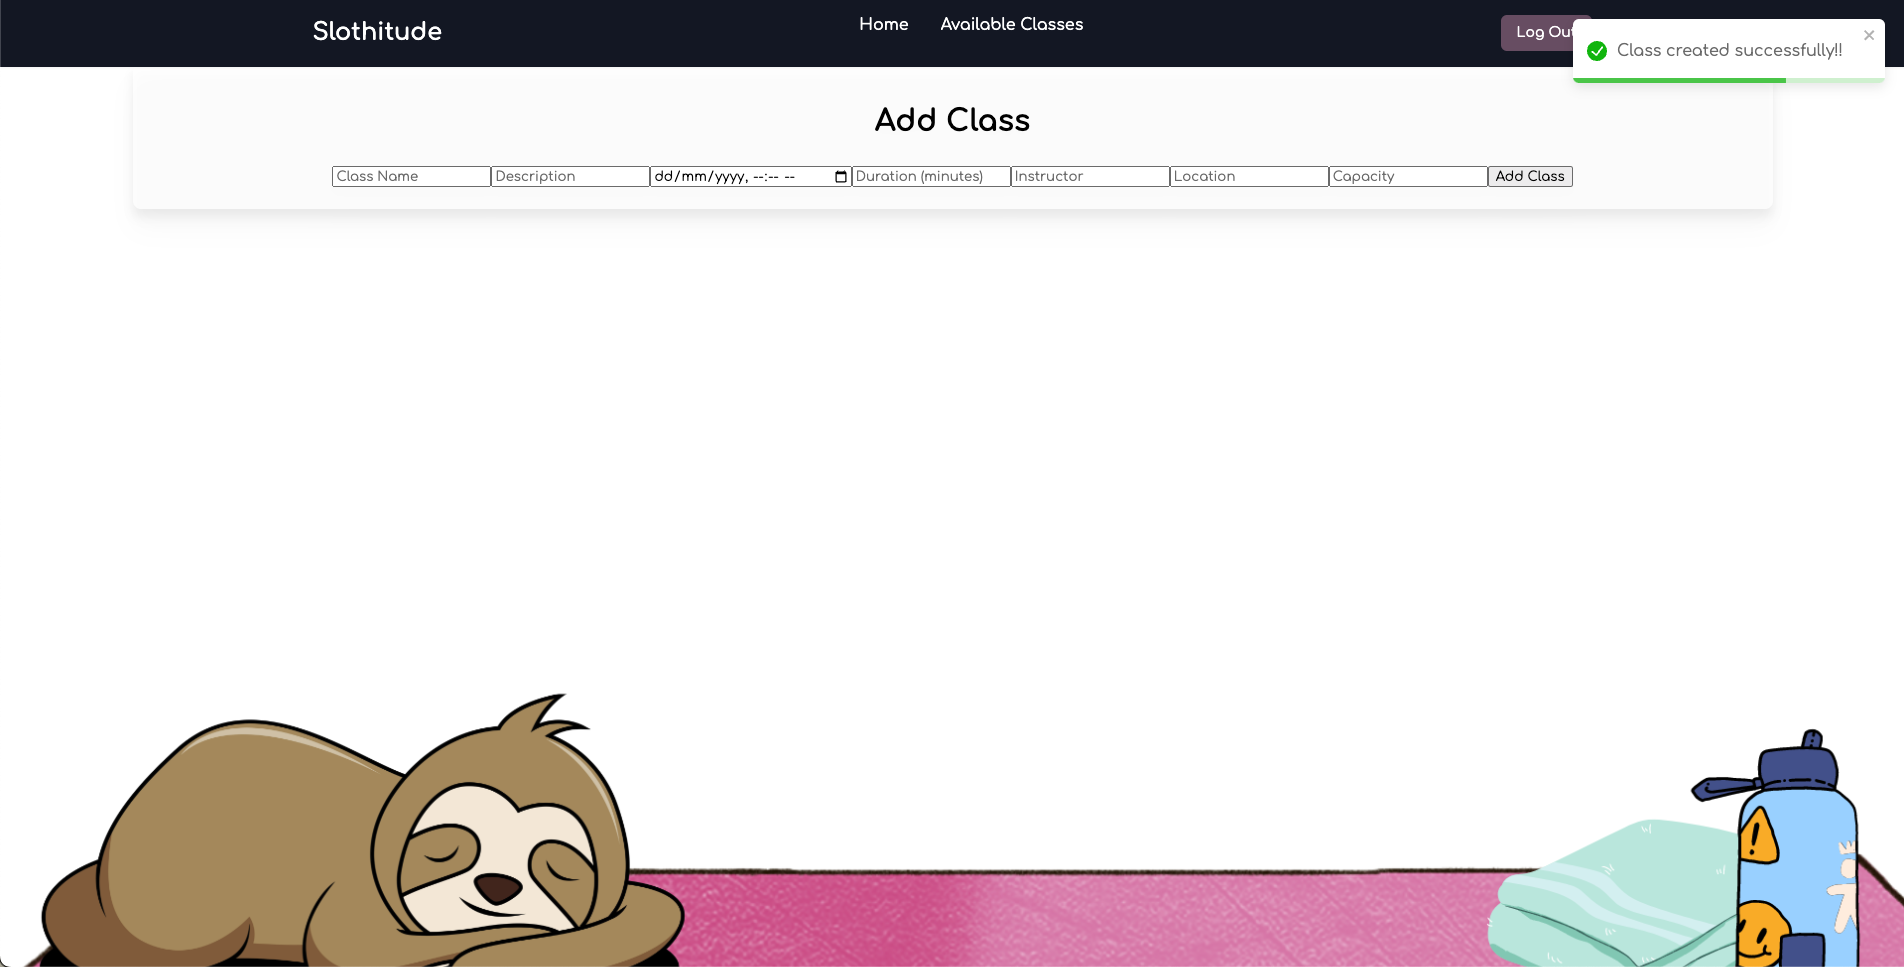 Slothitude
Home
Available Classes
Log Out
Class created successfully!!
Add Class
Class Name
Description
dd/mm/yyyy, --:-- --
Duration (minutes)
Instructor
Location
Capacity
Add Class